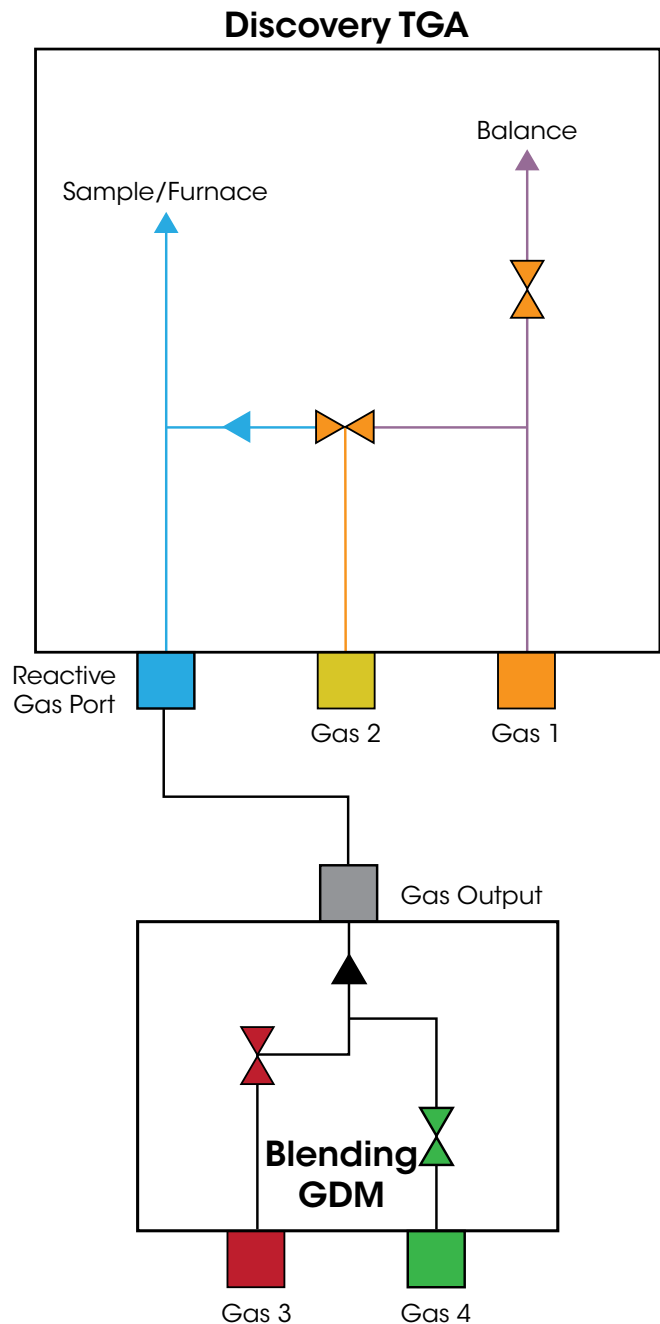 Discovery TGA
Balance
Sample/Furnace
Reactive
Gas Port
Gas 2
Gas 1
Gas Output
Blending
GDM
Gas 3
Gas 4